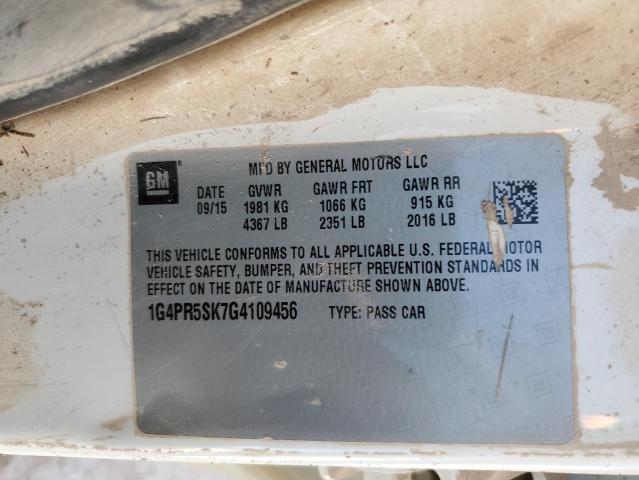 GM
MFD BY GENERAL MOTORS LLC
DATE GVWR GAWR FRT GAWR RR
09/15 1981 KG 1066 KG 915 KG
4367 LB 2351 LB 2016 LB
THIS VEHICLE CONFORMS TO ALL APPLICABLE U.S. FEDERAL MOTOR
VEHICLE SAFETY, BUMPER, AND THEFT PREVENTION STANDARDS IN
EFFECT ON THE DATE OF MANUFACTURE SHOWN ABOVE.
1G4PR5SK7G4109456 TYPE: PASS CAR